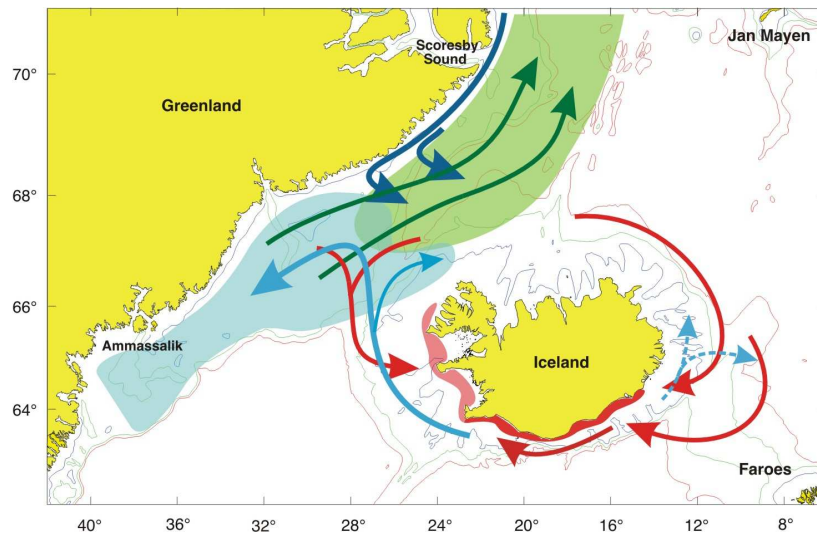 Scoresby
Sound
Jan Mayen
70°
Greenland
68°
66°
Ammassalik
Iceland
64°
Faroes
40° 36° 32° 28° 24° 20° 16° 12° 8°